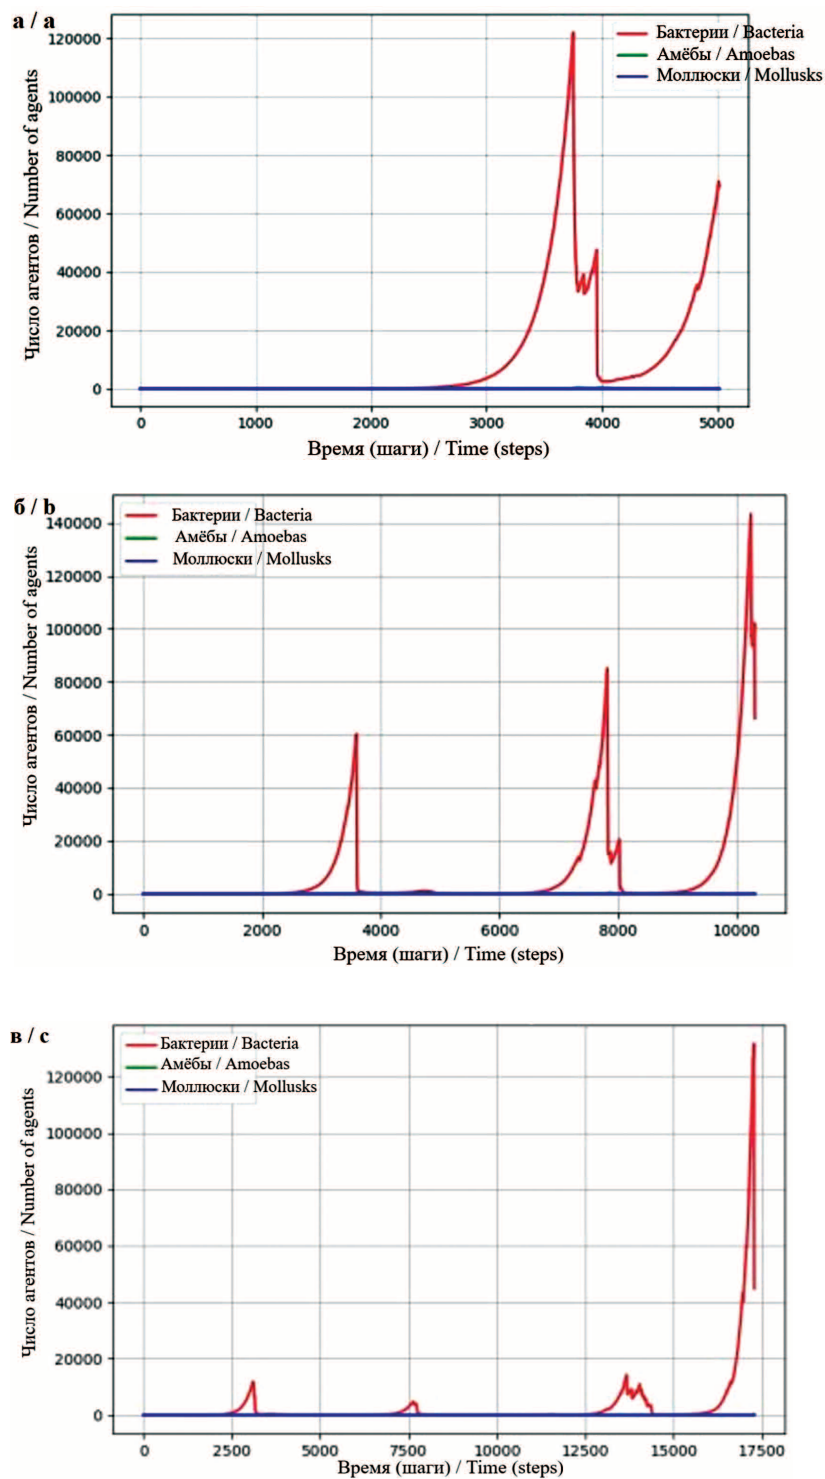 а / a
Число агентов / Number of agents
120000
100000
80000
60000
40000
20000
0
Бактерии / Bacteria
Амёбы / Amoebas
Моллюски / Mollusks
0 1000 2000 3000 4000 5000
Время (шаги) / Time (steps)
б / b
Число агентов / Number of agents
140000
120000
100000
80000
60000
40000
20000
0
Бактерии / Bacteria
Амёбы / Amoebas
Моллюски / Mollusks
0 2000 4000 6000 8000 10000
Время (шаги) / Time (steps)
в / c
Число агентов / Number of agents
120000
100000
80000
60000
40000
20000
0
Бактерии / Bacteria
Амёбы / Amoebas
Моллюски / Mollusks
0 2500 5000 7500 10000 12500 15000 17500
Время (шаги) / Time (steps)